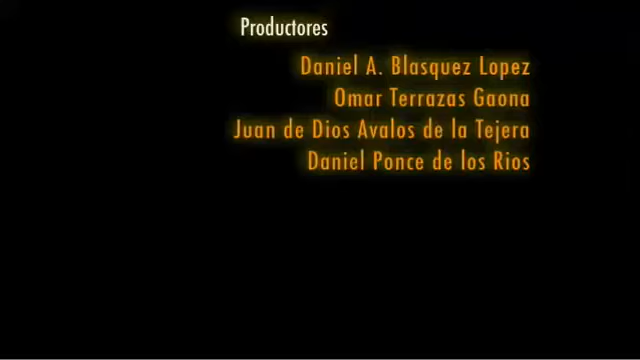 Productores
Daniel A. Blasquez Lopez
Omar Terrazas Gaona
Juan de Dios Avalos de la Tejera
Daniel Ponce de los Rios